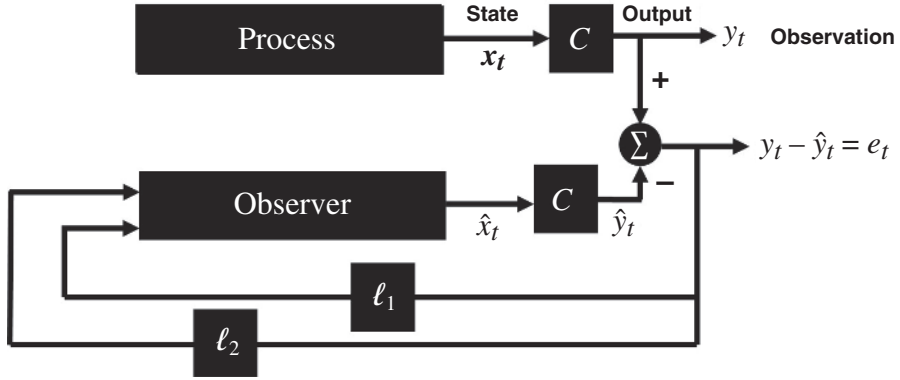 State
Output
Process
C
y_t
Observation
x_t
+
Σ
y_t − ŷ_t = e_t
−
Observer
C
x̂_t
ŷ_t
ℓ_1
ℓ_2